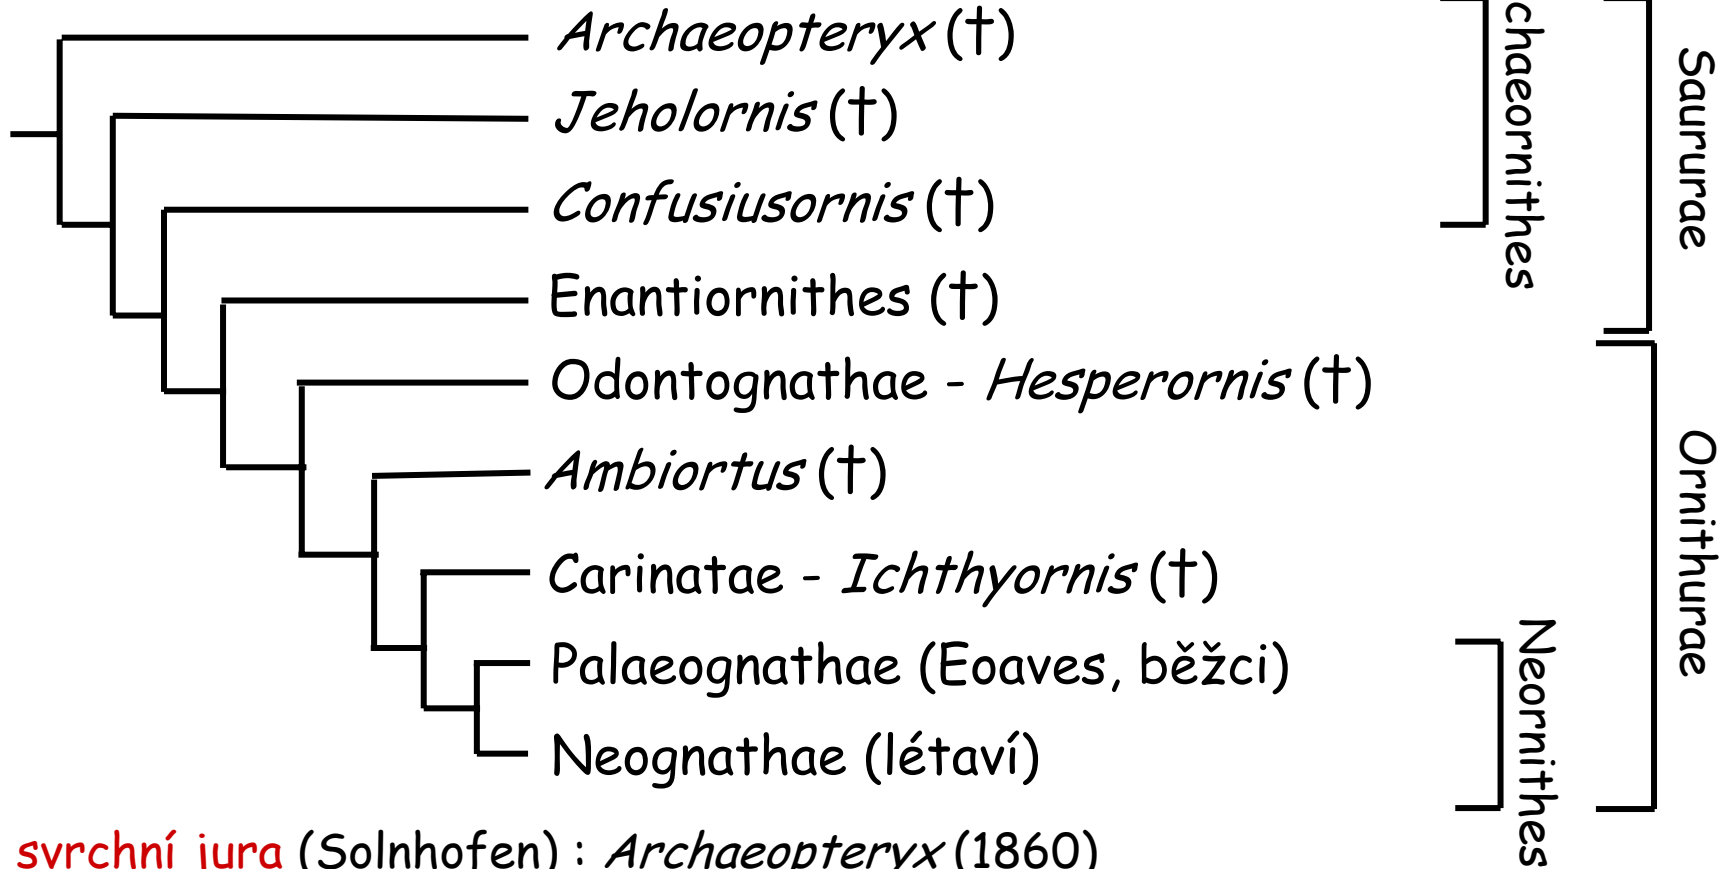 Archaeopteryx (†)
Jeholornis (†)
Confusiusornis (†)
Enantiornithes (†)
Odontognathae - Hesperornis (†)
Ambiortus (†)
Carinatae - Ichthyornis (†)
Palaeognathae (Eoaves, běžci)
Neognathae (létaví)
chaeornithes
Saururae
Ornithurae
Neornithes
svrchní jura (Solnhofen) : Archaeopteryx (1860)